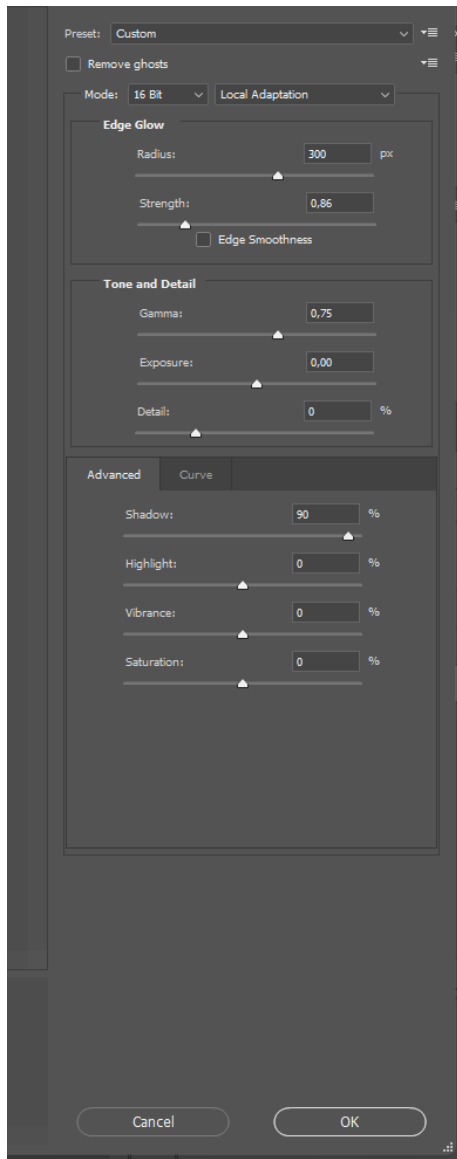 Preset: Custom
Remove ghosts
Mode: 16 Bit Local Adaptation
Edge Glow
Radius: 300 px
Strength: 0,86
Edge Smoothness
Tone and Detail
Gamma: 0,75
Exposure: 0,00
Detail: 0 %
Advanced Curve
Shadow: 90 %
Highlight: 0 %
Vibrance: 0 %
Saturation: 0 %
Cancel OK